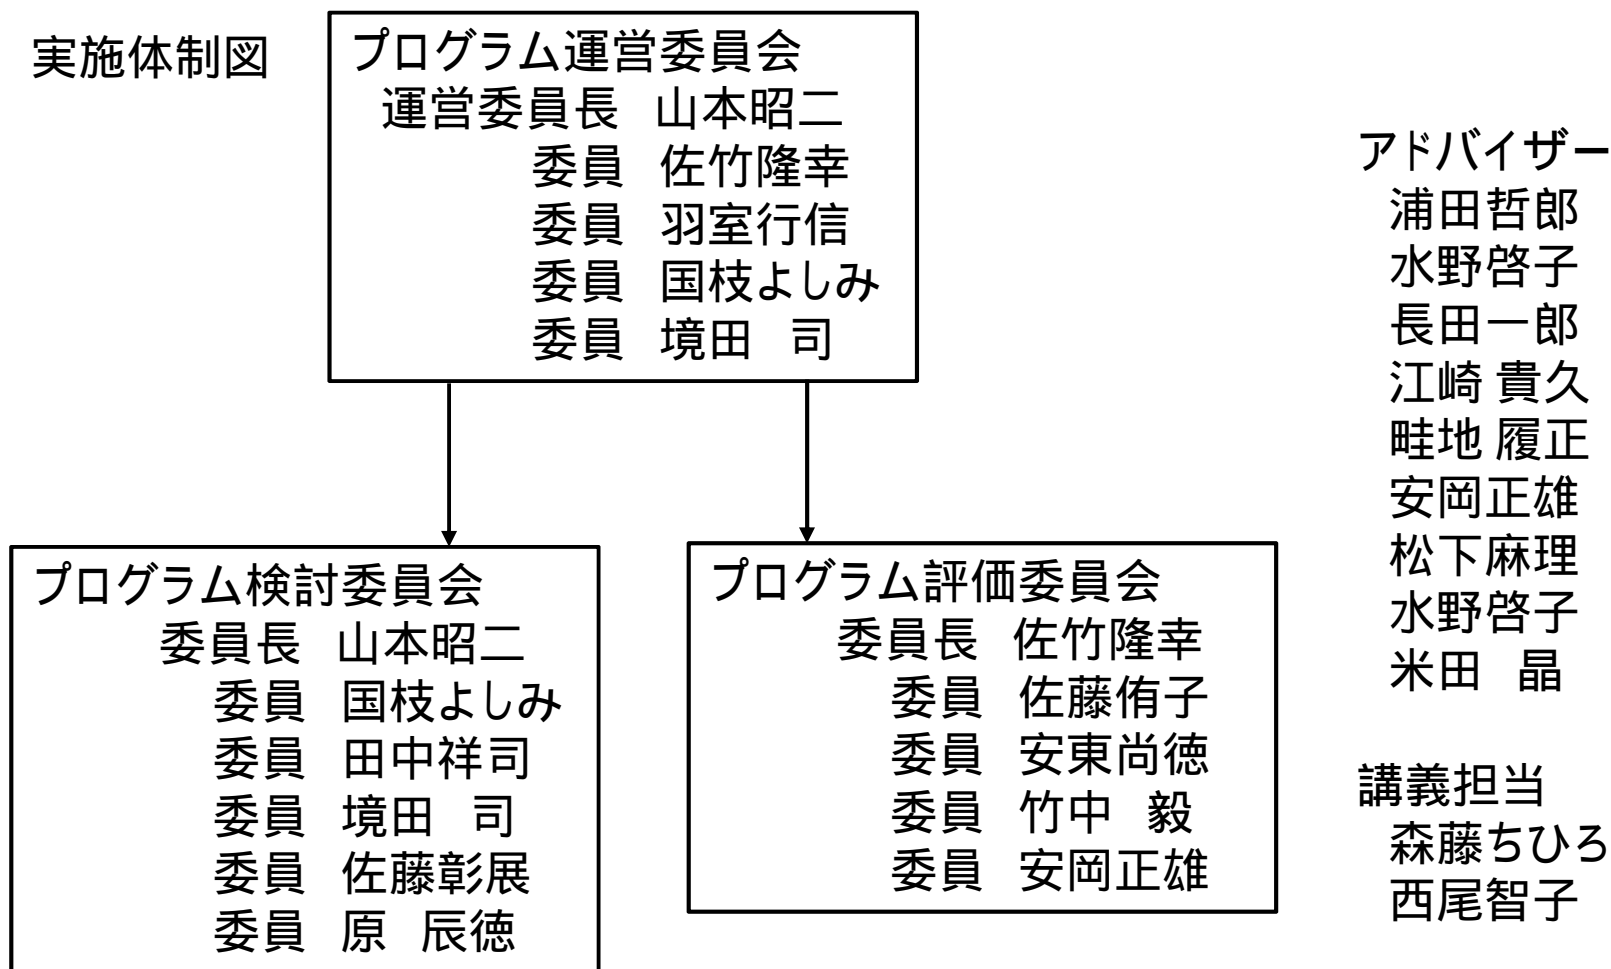 実施体制図
プログラム運営委員会
運営委員長 山本昭二
委員 佐竹隆幸
委員 羽室行信
委員 国枝よしみ
委員 境田 司
プログラム検討委員会
委員長 山本昭二
委員 国枝よしみ
委員 田中祥司
委員 境田 司
委員 佐藤彰展
委員 原 辰徳
プログラム評価委員会
委員長 佐竹隆幸
委員 佐藤侑子
委員 安東尚徳
委員 竹中 毅
委員 安岡正雄
アドバイザー
浦田哲郎
水野啓子
長田一郎
江崎 貴久
畦地 履正
安岡正雄
松下麻理
水野啓子
米田 晶
講義担当
森藤ちひろ
西尾智子